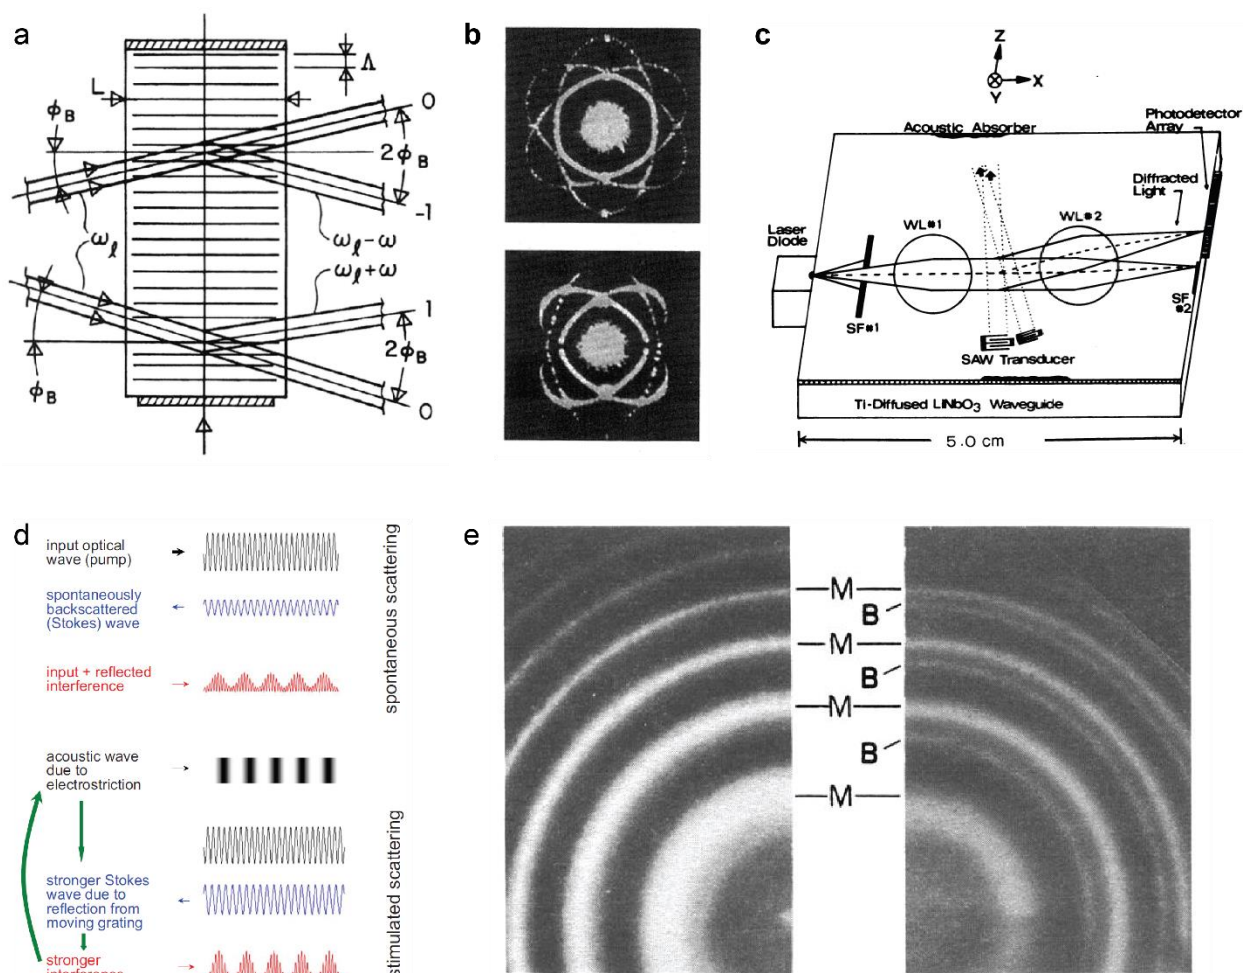 a
Λ
L
ϕB
0
2ϕB
-1
ωℓ
ωℓ-ω
ωℓ+ω
1
2ϕB
ϕB
0
b
c
Z
X
Y
Photodetector
Array
Acoustic Absorber
Diffracted
Light
Laser
Diode
WL#1
WL#2
SF#1
SF
#2
SAW Transducer
Ti-Diffused LiNbO3 Waveguide
5.0 cm
d
input optical
wave (pump)
spontaneously
backscattered
(Stokes) wave
input + reflected
interference
spontaneous scattering
acoustic wave
due to
electrostriction
stronger Stokes
wave due to
reflection from
moving grating
stronger
stimulated scattering
e
M
B
M
B
M
B
M